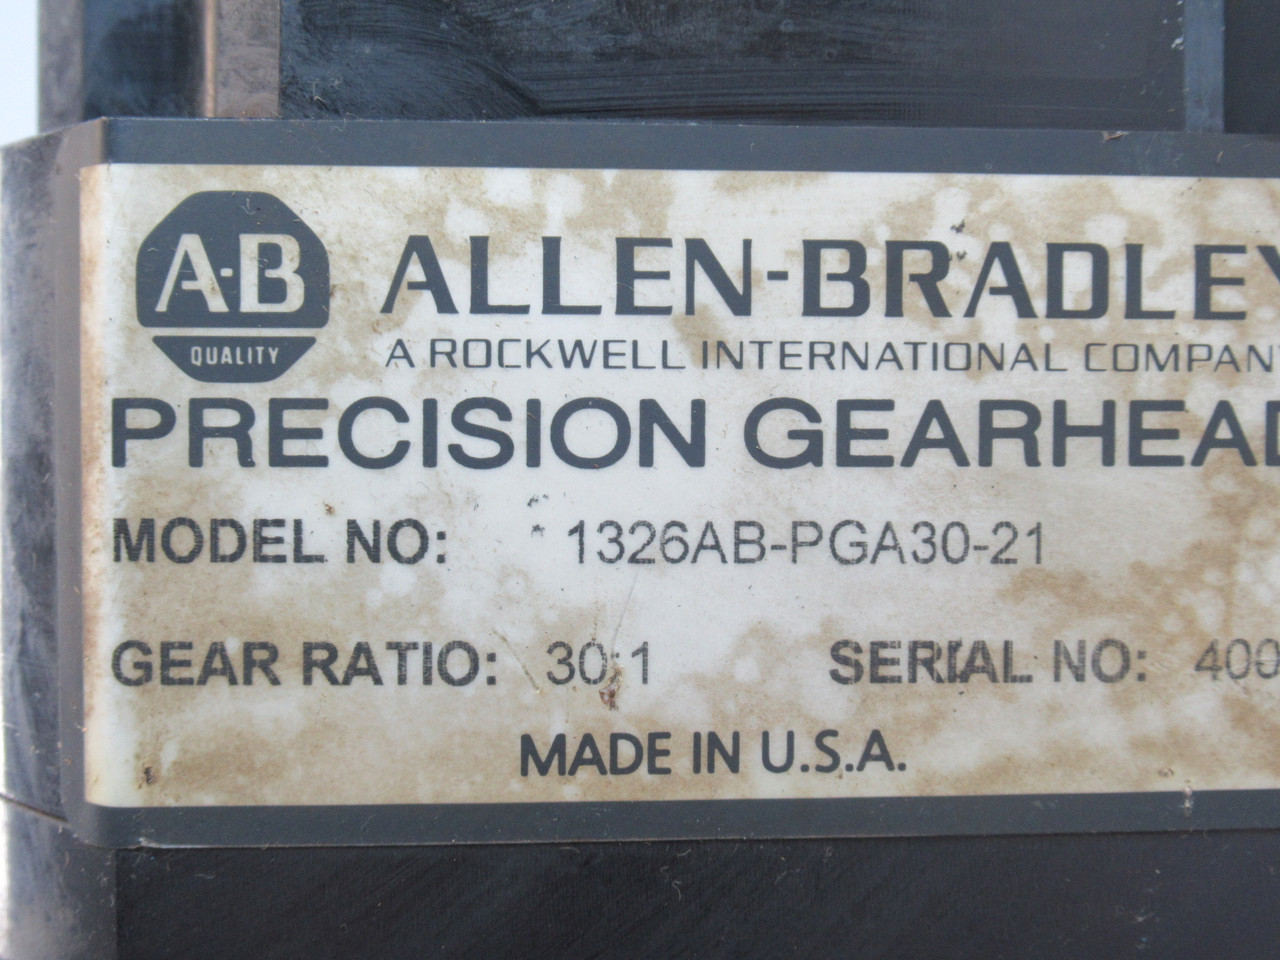 A-B ALLEN-BRADLEY
QUALITY A ROCKWELL INTERNATIONAL COMPAN
PRECISION GEARHEAD
MODEL NO: 1326AB-PGA30-21
GEAR RATIO: 30:1 SERIAL NO: 400
MADE IN U.S.A.